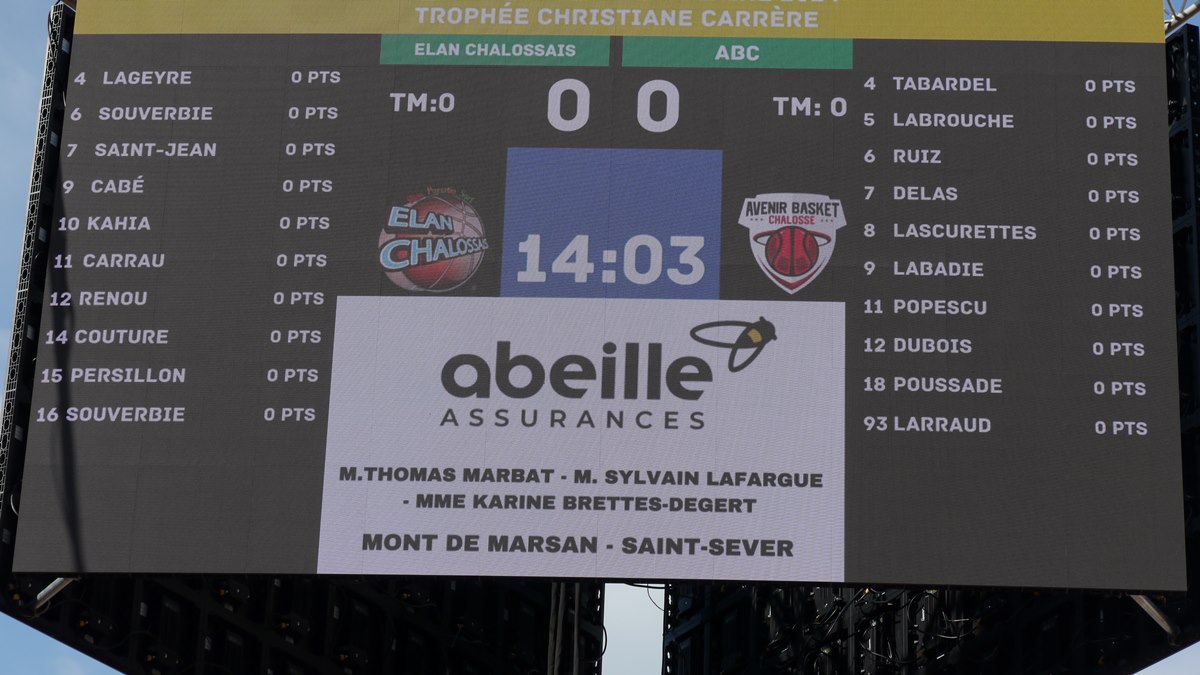 TROPHÉE CHRISTIANE CARRÈRE
ELAN CHALOSSAIS
ABC
TM:0
0
0
TM: 0
4 LAGEYRE 0 PTS
6 SOUVERBIE 0 PTS
7 SAINT-JEAN 0 PTS
9 CABÉ 0 PTS
10 KAHIA 0 PTS
11 CARRAU 0 PTS
12 RENOU 0 PTS
14 COUTURE 0 PTS
15 PERSILLON 0 PTS
16 SOUVERBIE 0 PTS
ELAN
CHALOSSAIS
14:03
AVENIR BASKET
CHALOSSE
4 TABARDEL 0 PTS
5 LABROUCHE 0 PTS
6 RUIZ 0 PTS
7 DELAS 0 PTS
8 LASCURETTES 0 PTS
9 LABADIE 0 PTS
11 POPESCU 0 PTS
12 DUBOIS 0 PTS
18 POUSSADE 0 PTS
93 LARRAUD 0 PTS
abeille
ASSURANCES
M.THOMAS MARBAT - M. SYLVAIN LAFARGUE
- MME KARINE BRETTES-DEGERT
MONT DE MARSAN - SAINT-SEVER